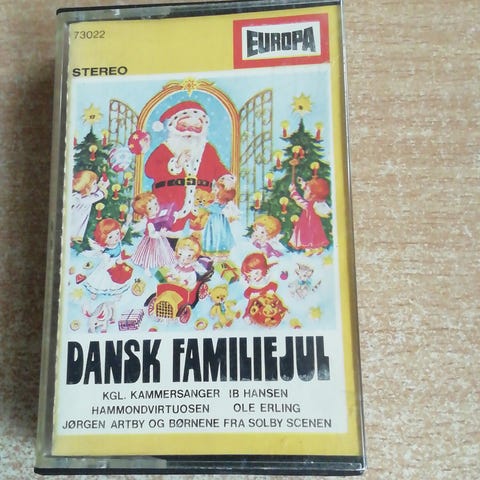 73022
EUROPA
STEREO
DANSK FAMILIEJUL
KGL. KAMMERSANGER IB HANSEN
HAMMONDVIRTUOSEN OLE ERLING
JØRGEN ARTBY OG BØRNENE FRA SOLBY SCENEN